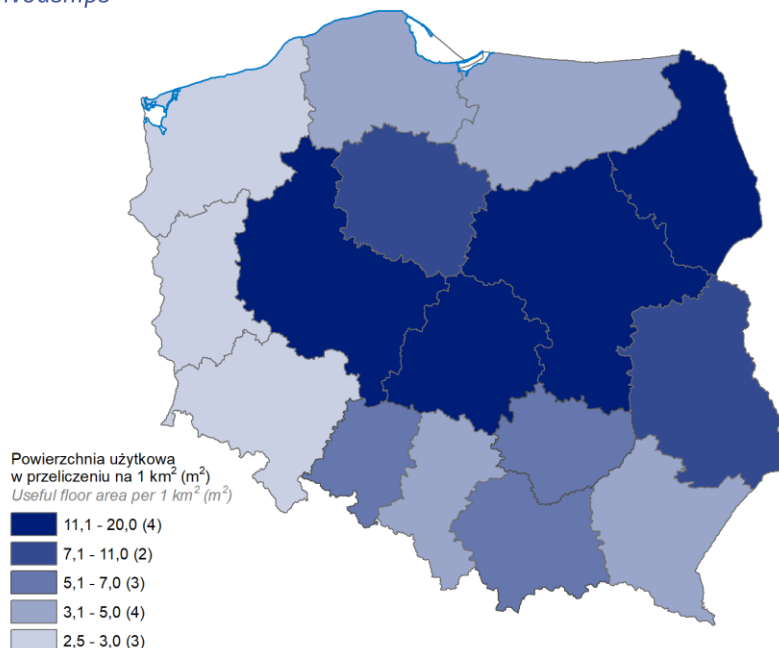 Powierzchnia użytkowa
w przeliczeniu na 1 km² (m²)
Useful floor area per 1 km² (m²)
11,1 - 20,0 (4)
7,1 - 11,0 (2)
5,1 - 7,0 (3)
3,1 - 5,0 (4)
2,5 - 3,0 (3)